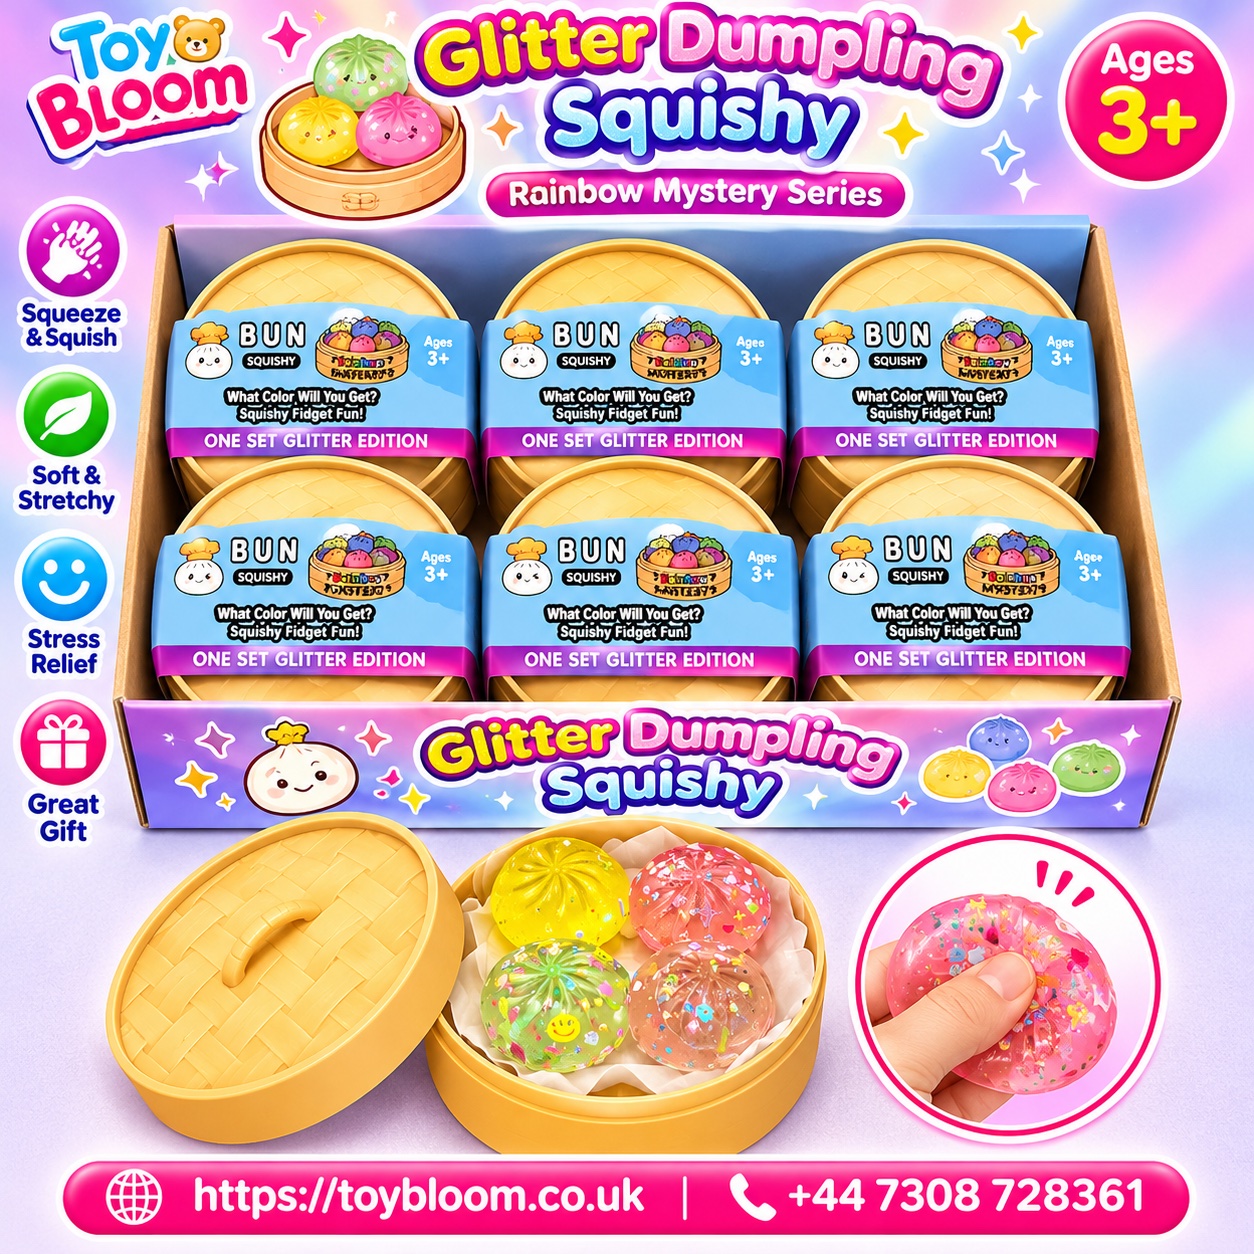 Toy
Bloom
Glitter Dumpling
Squishy
Rainbow Mystery Series
Ages
3+
Squeeze
& Squish
Soft &
Stretchy
Stress
Relief
Great
Gift
BUN
SQUISHY
Ages
3+
What Color Will You Get?
Squishy Fidget Fun!
ONE SET GLITTER EDITION
BUN
SQUISHY
Ages
3+
What Color Will You Get?
Squishy Fidget Fun!
ONE SET GLITTER EDITION
BUN
SQUISHY
Ages
3+
What Color Will You Get?
Squishy Fidget Fun!
ONE SET GLITTER EDITION
BUN
SQUISHY
Ages
3+
What Color Will You Get?
Squishy Fidget Fun!
ONE SET GLITTER EDITION
BUN
SQUISHY
Ages
3+
What Color Will You Get?
Squishy Fidget Fun!
ONE SET GLITTER EDITION
BUN
SQUISHY
Ages
3+
What Color Will You Get?
Squishy Fidget Fun!
ONE SET GLITTER EDITION
Glitter Dumpling
Squishy
https://toybloom.co.uk | +44 7308 728361